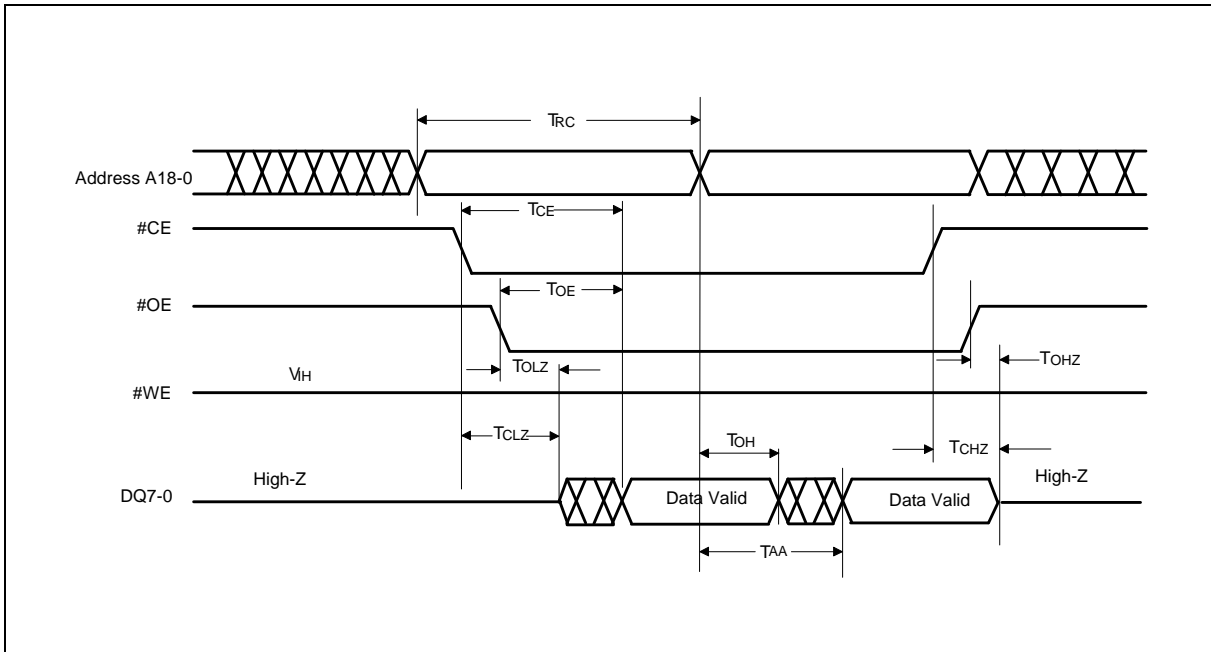 TRC
Address A18-0
TCE
#CE
TOE
#OE
TOLZ
TOHZ
VIH
#WE
TCLZ
TOH
TCHZ
High-Z
High-Z
DQ7-0
Data Valid
Data Valid
TAA